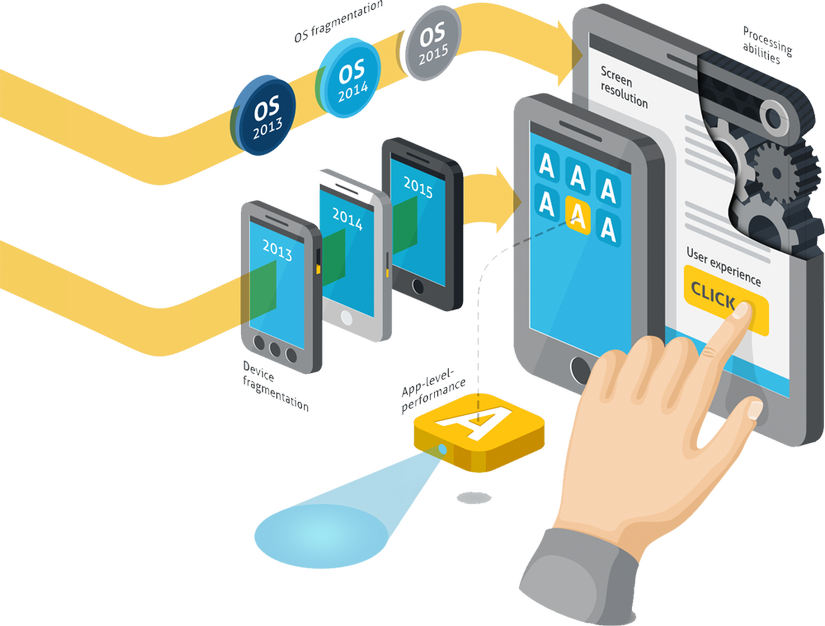 OS fragmentation
OS
2013
OS
2014
OS
2015
Processing
abilities
Screen
resolution
2013
2014
2015
A A A
A A A
User experience
CLICK
Device
fragmentation
App-level-
performance
A